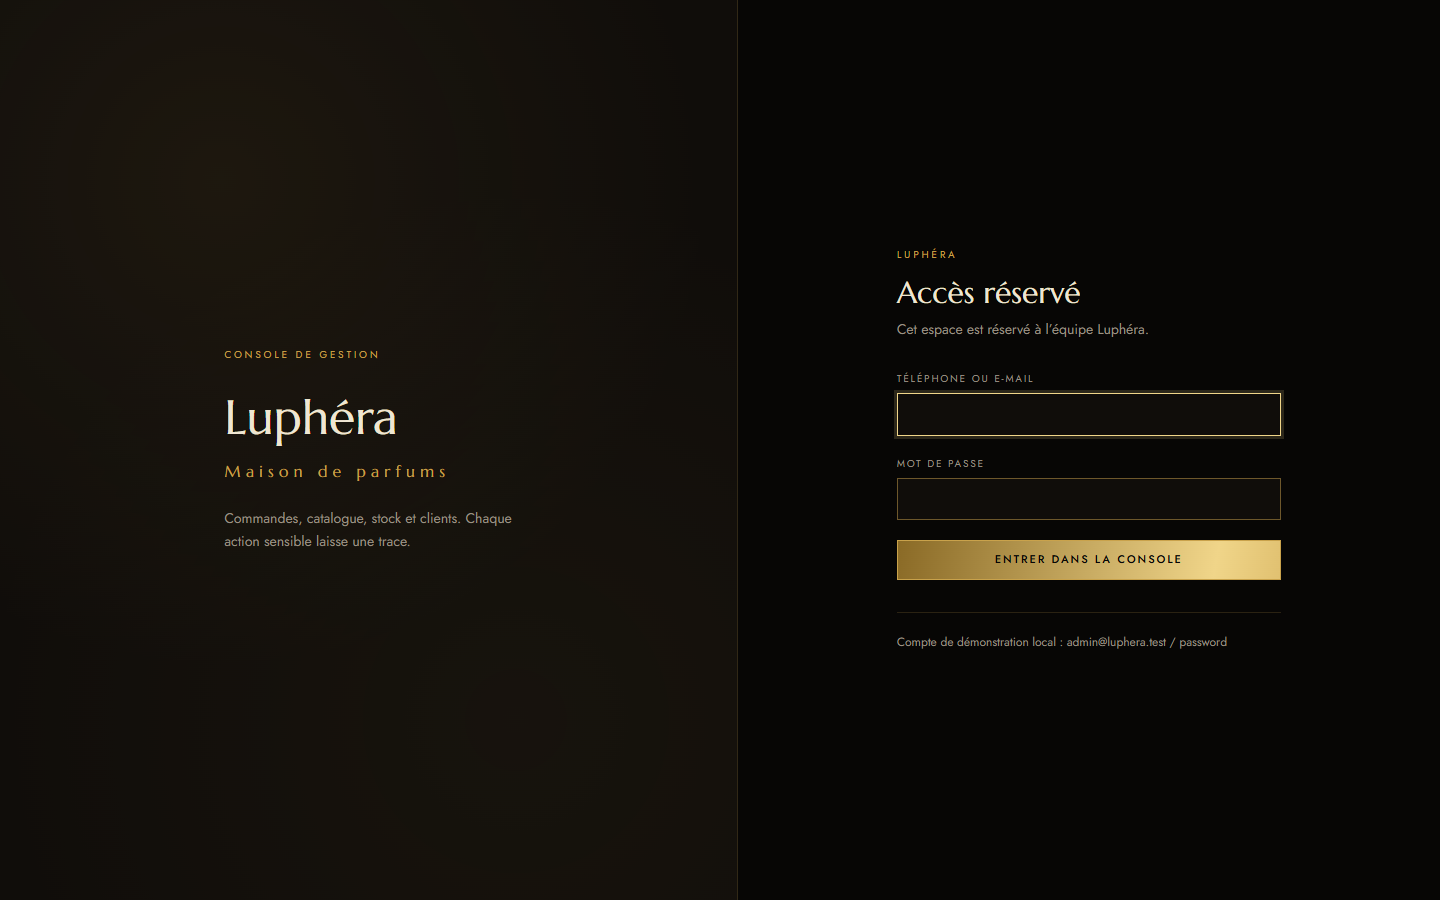 CONSOLE DE GESTION
Luphéra
Maison de parfums
Commandes, catalogue, stock et clients. Chaque
action sensible laisse une trace.
LUPHÉRA
Accès réservé
Cet espace est réservé à l'équipe Luphéra.
TÉLÉPHONE OU E-MAIL
MOT DE PASSE
ENTRER DANS LA CONSOLE
Compte de démonstration local : admin@luphera.test / password